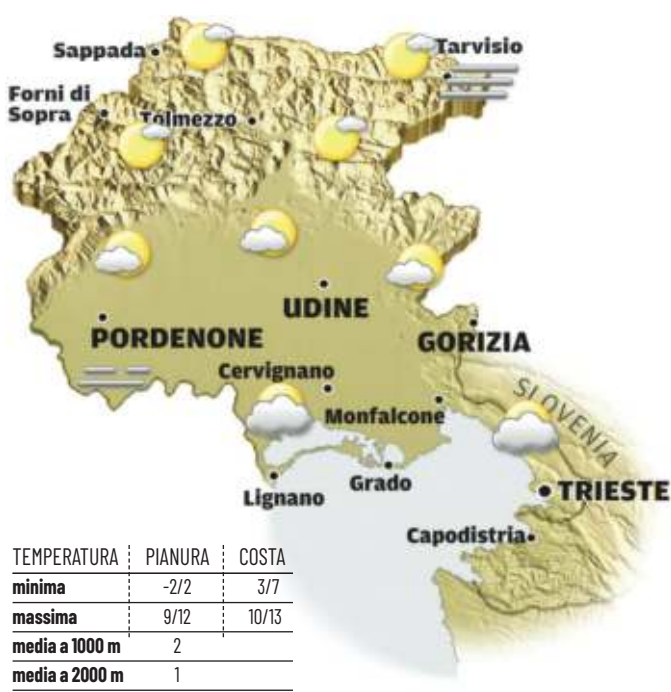 Sappada
Tarvisio
Forni di
Sopra
Tolmezzo
UDINE
PORDENONE
GORIZIA
Cervignano
SLOVENIA
Monfalcone
Grado
Lignano
TRIESTE
Capodistria
TEMPERATURA PIANURA COSTA
minima -2/2 3/7
massima 9/12 10/13
media a 1000 m 2
media a 2000 m 1